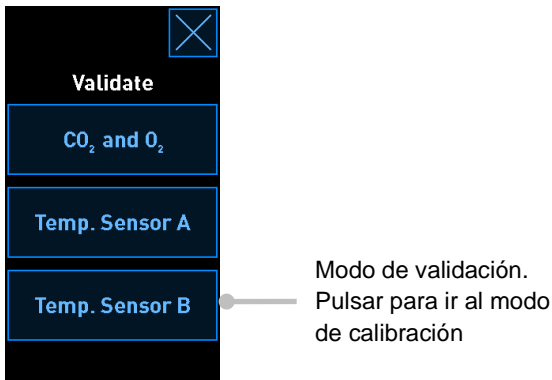 Validate
CO₂ and O₂
Temp. Sensor A
Temp. Sensor B
Modo de validación.
Pulsar para ir al modo
de calibración